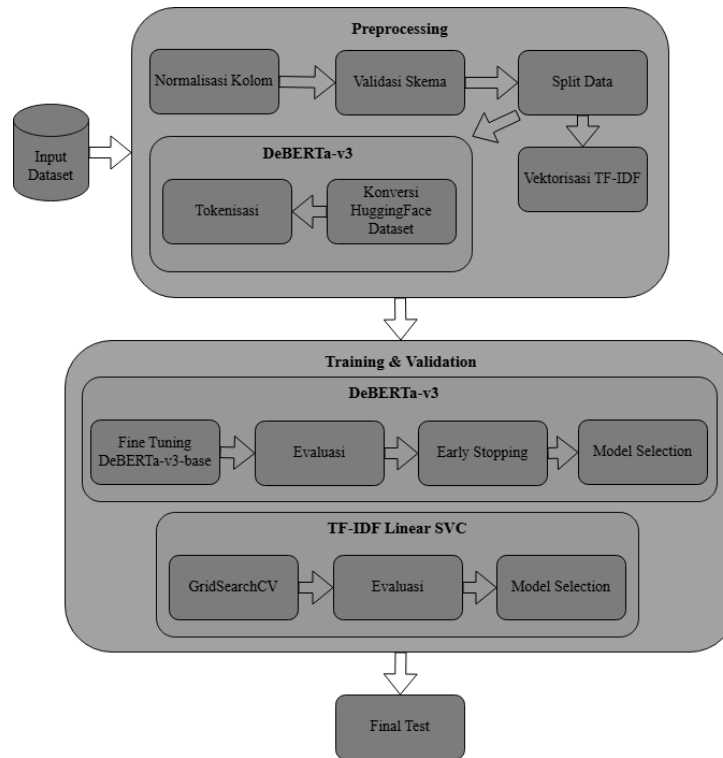 Preprocessing
Normalisasi Kolom
Validasi Skema
Split Data
Input
Dataset
DeBERTa-v3
Vektorisasi TF-IDF
Tokenisasi
Konversi
HuggingFace
Dataset
Training & Validation
DeBERTa-v3
Fine Tuning
DeBERTa-v3-base
Evaluasi
Early Stopping
Model Selection
TF-IDF Linear SVC
GridSearchCV
Evaluasi
Model Selection
Final Test